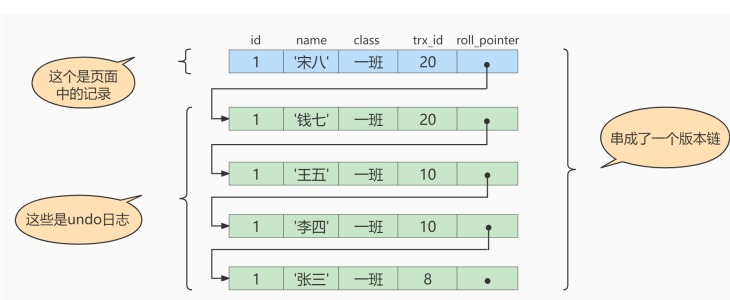 id name class trx_id roll_pointer
1 '宋八' 一班 20
这个是页面
中的记录
1 '钱七' 一班 20
串成了一个版本链
1 '王五' 一班 10
这些是undo日志
1 '李四' 一班 10
1 '张三' 一班 8